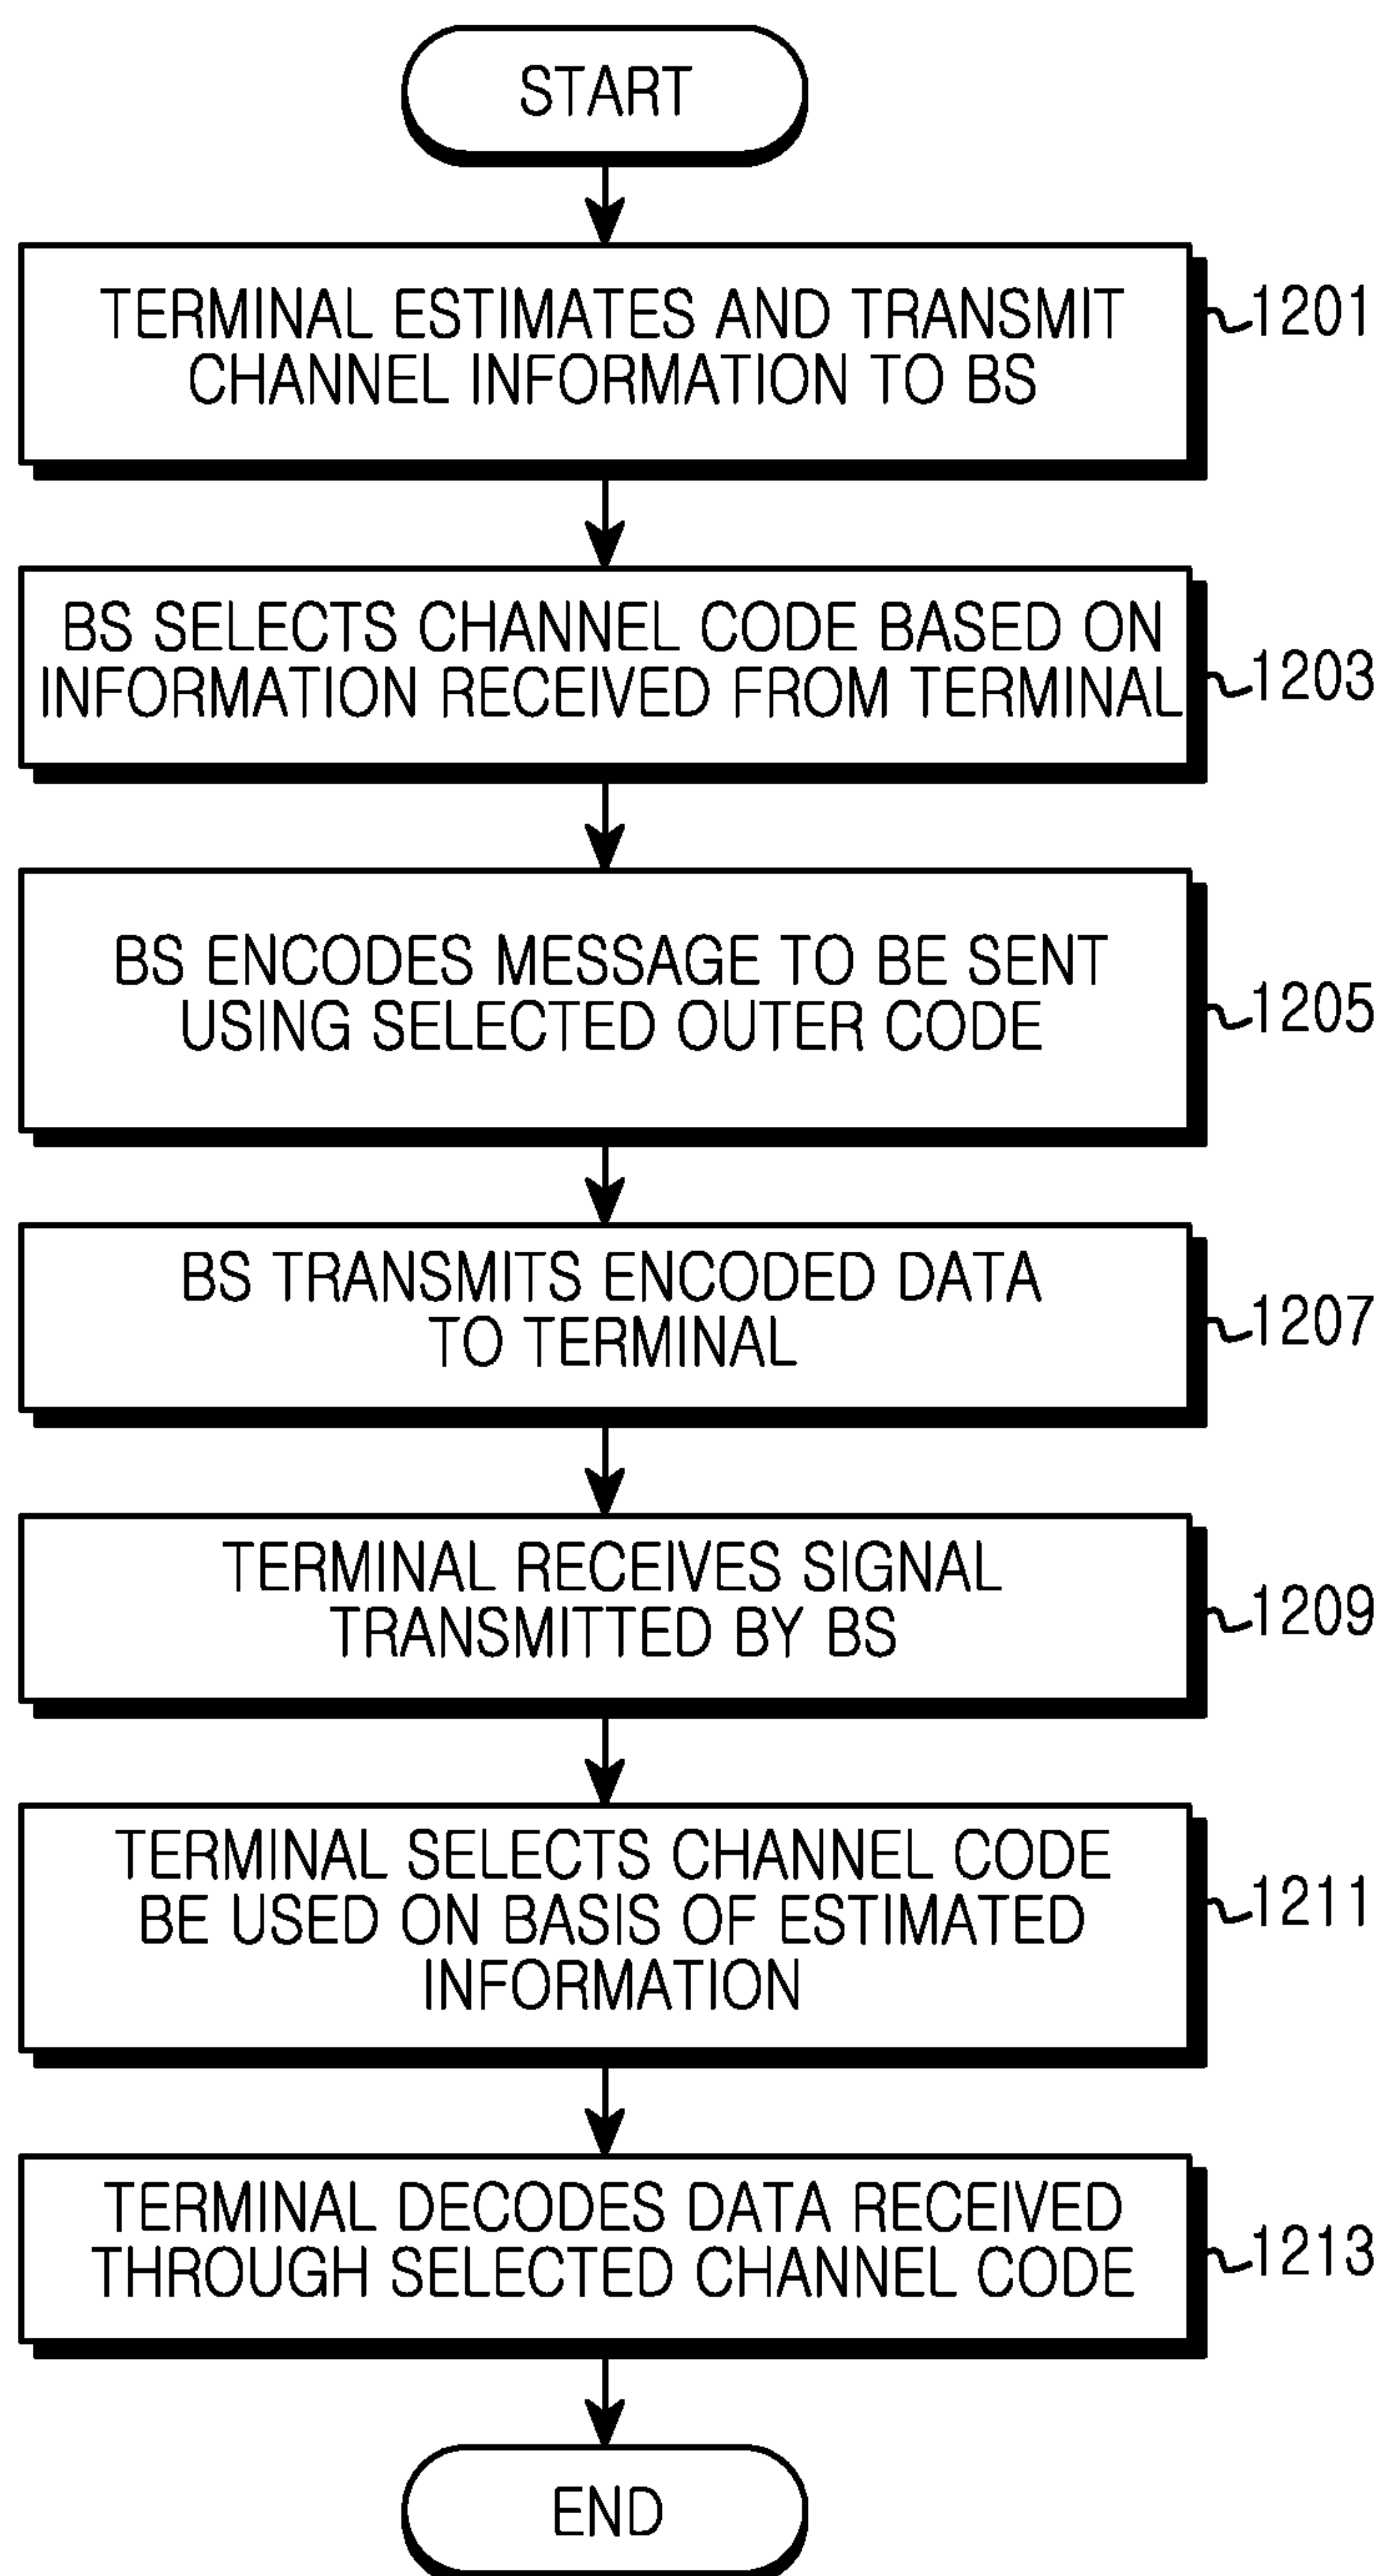 START
TERMINAL ESTIMATES AND TRANSMIT
CHANNEL INFORMATION TO BS
1201
BS SELECTS CHANNEL CODE BASED ON
INFORMATION RECEIVED FROM TERMINAL
1203
BS ENCODES MESSAGE TO BE SENT
USING SELECTED OUTER CODE
1205
BS TRANSMITS ENCODED DATA
TO TERMINAL
1207
TERMINAL RECEIVES SIGNAL
TRANSMITTED BY BS
1209
TERMINAL SELECTS CHANNEL CODE
BE USED ON BASIS OF ESTIMATED
INFORMATION
1211
TERMINAL DECODES DATA RECEIVED
THROUGH SELECTED CHANNEL CODE
1213
END